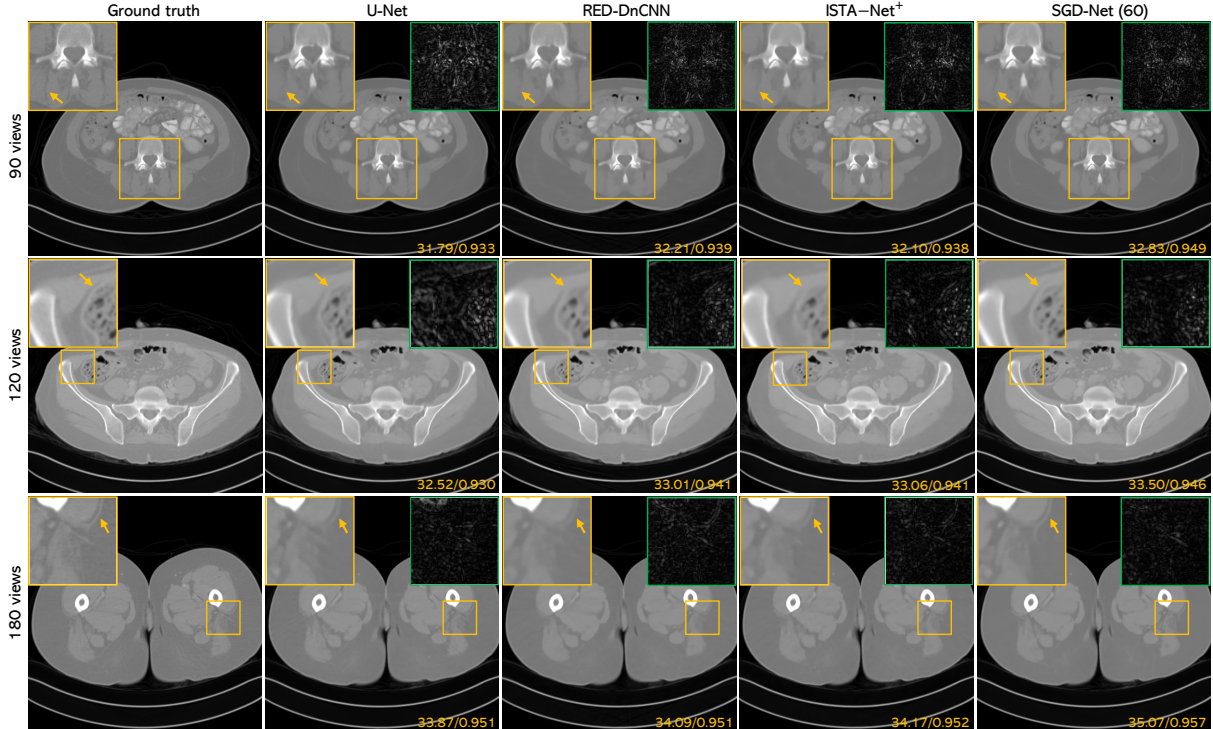 Ground truth
U-Net
RED-DnCNN
ISTA-Net+
SGD-Net (60)
90 views
31.79/0.933
32.21/0.939
32.10/0.938
32.83/0.949
120 views
32.52/0.930
33.01/0.941
33.06/0.941
33.50/0.946
180 views
33.87/0.951
34.09/0.951
34.17/0.952
35.07/0.957